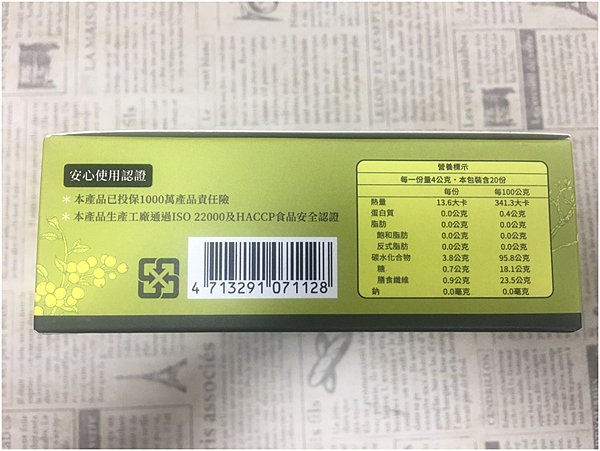 安心使用認證
＊本產品已投保1000萬產品責任險
＊本產品生產工廠通過ISO 22000及HACCP食品安全認證
4 713291 071128
營養標示
每一份量4公克，本包裝含20份
每份 每100公克
熱量 13.6大卡 341.3大卡
蛋白質 0.0公克 0.4公克
脂肪 0.0公克 0.0公克
飽和脂肪 0.0公克 0.0公克
反式脂肪 0.0公克 0.0公克
碳水化合物 3.8公克 95.8公克
糖 0.7公克 18.1公克
膳食纖維 0.9公克 23.5公克
鈉 0.0毫克 0.0毫克